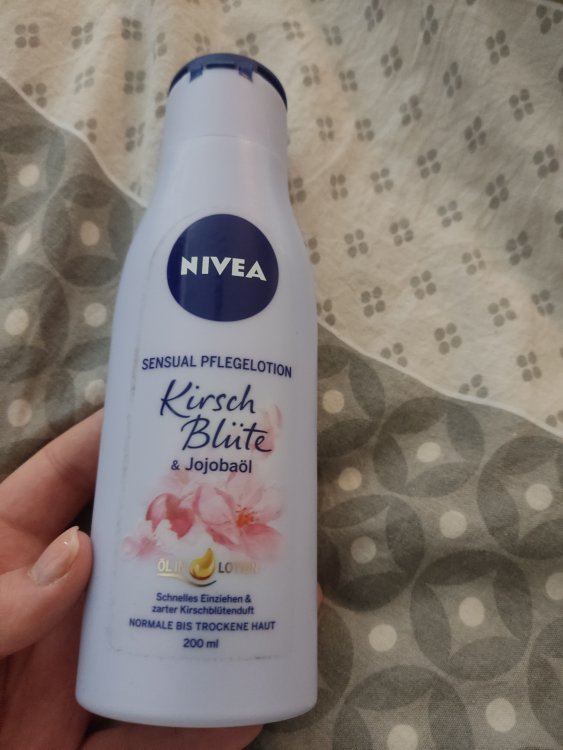 NIVEA
SENSUAL PFLEGELOTION
Kirsch
Blüte
& Jojobaöl
ÖL IN LOTION
Schnelles Einziehen &
zarter Kirschblütenduft
NORMALE BIS TROCKENE HAUT
200 ml